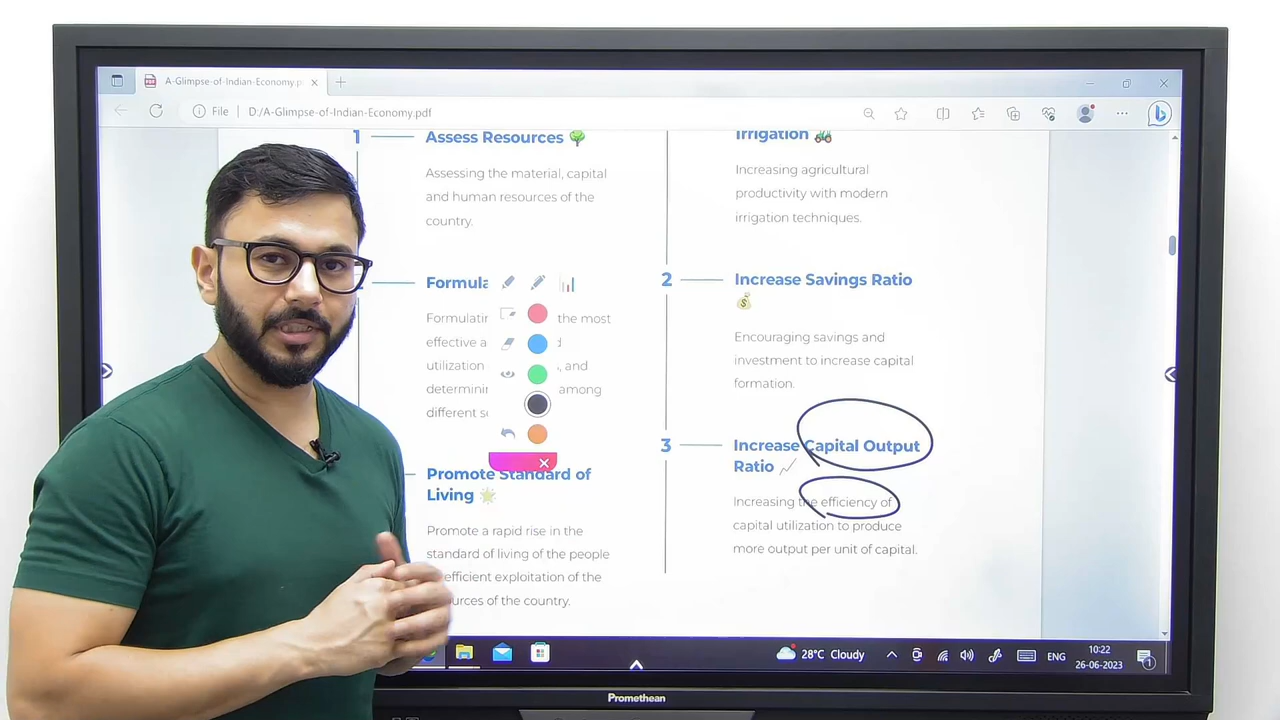 A-Glimpse-of-Indian-Economy.p
File
D:/A-Glimpse-of-Indian-Economy.pdf
1
Assess Resources
Assessing the material, capital
and human resources of the
country.
Formula
Formulatin the most
effective a
utilization , and
determinin among
different se
Promote Standard of
Living
Promote a rapid rise in the
standard of living of the people
efficient exploitation of the
ources of the country.
Irrigation
Increasing agricultural
productivity with modern
irrigation techniques.
2
Increase Savings Ratio
Encouraging savings and
investment to increase capital
formation.
3
Increase Capital Output
Ratio
Increasing the efficiency of
capital utilization to produce
more output per unit of capital.
28°C Cloudy
ENG
10:22
26-06-2023
1
Promethean